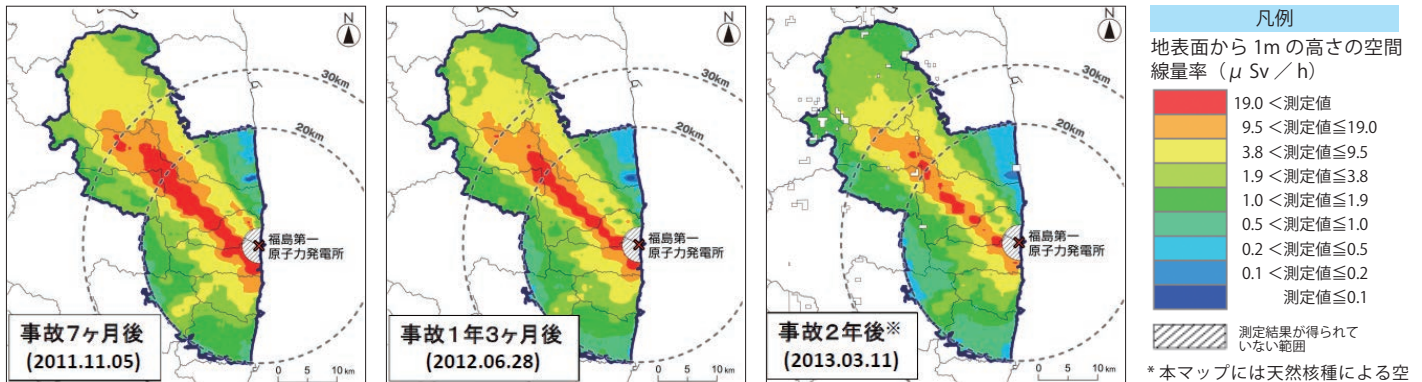 N
30km
20km
福島第一
原子力発電所
事故7ヶ月後
(2011.11.05)
0 5 10 km
N
30km
20km
福島第一
原子力発電所
事故1年3ヶ月後
(2012.06.28)
0 5 10 km
N
30km
20km
福島第一
原子力発電所
事故2年後※
(2013.03.11)
0 5 10 km
凡例
地表面から 1m の高さの空間
線量率(μ Sv / h)
19.0 <測定値
9.5 <測定値≦19.0
3.8 <測定値≦9.5
1.9 <測定値≦3.8
1.0 <測定値≦1.9
0.5 <測定値≦1.0
0.2 <測定値≦0.5
0.1 <測定値≦0.2
測定値≦0.1
測定結果が得られて
いない範囲
* 本マップには天然核種による空